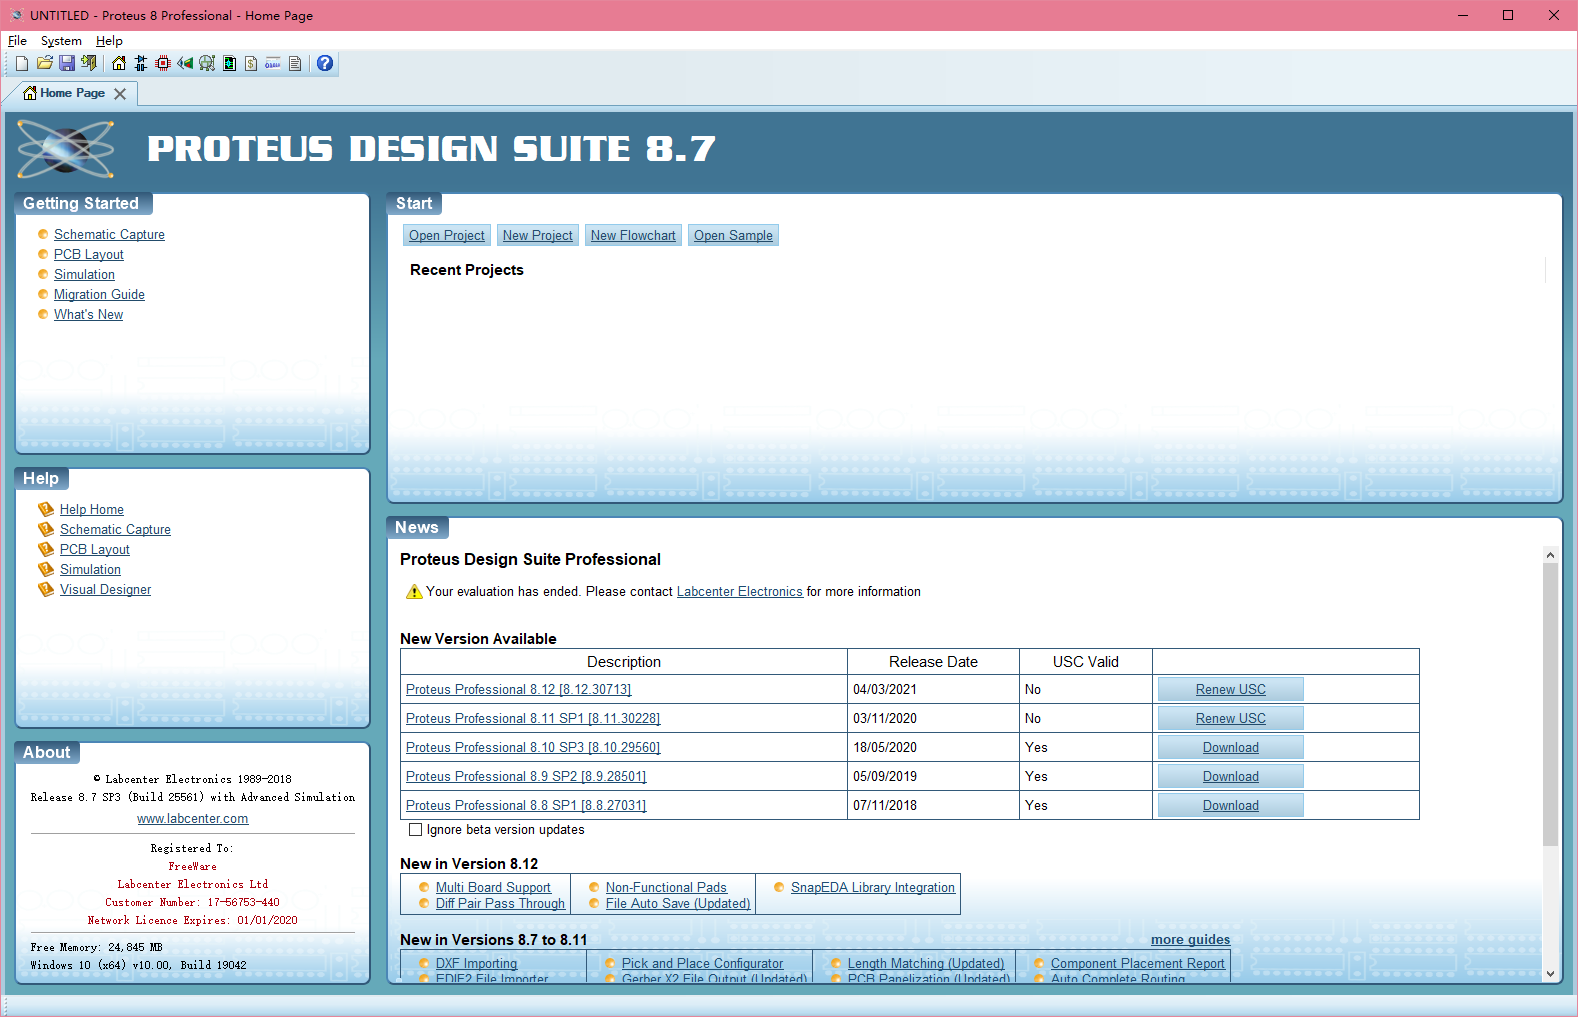 UNTITLED - Proteus 8 Professional - Home Page
File System Help
Home Page
PROTEUS DESIGN SUITE 8.7
Getting Started
Schematic Capture
PCB Layout
Simulation
Migration Guide
What's New
Start
Open Project New Project New Flowchart Open Sample
Recent Projects
Help
Help Home
Schematic Capture
PCB Layout
Simulation
Visual Designer
News
Proteus Design Suite Professional
Your evaluation has ended. Please contact Labcenter Electronics for more information
New Version Available
Description Release Date USC Valid
Proteus Professional 8.12 [8.12.30713] 04/03/2021 No Renew USC
Proteus Professional 8.11 SP1 [8.11.30228] 03/11/2020 No Renew USC
Proteus Professional 8.10 SP3 [8.10.29560] 18/05/2020 Yes Download
Proteus Professional 8.9 SP2 [8.9.28501] 05/09/2019 Yes Download
Proteus Professional 8.8 SP1 [8.8.27031] 07/11/2018 Yes Download
Ignore beta version updates
New in Version 8.12
Multi Board Support Non-Functional Pads SnapEDA Library Integration
Diff Pair Pass Through File Auto Save (Updated)
New in Versions 8.7 to 8.11 more guides
DXF Importing Pick and Place Configurator Length Matching (Updated) Component Placement Report
EDIF2 File Importer Gerber X2 File Output (Updated) PCB Panelization (Updated) Auto Complete Routing
About
© Labcenter Electronics 1989-2018
Release 8.7 SP3 (Build 25561) with Advanced Simulation
www.labcenter.com
Registered To:
FreeWare
Labcenter Electronics Ltd
Customer Number: 17-56753-440
Network Licence Expires: 01/01/2020
Free Memory: 24,845 MB
Windows 10 (x64) v10.00, Build 19042